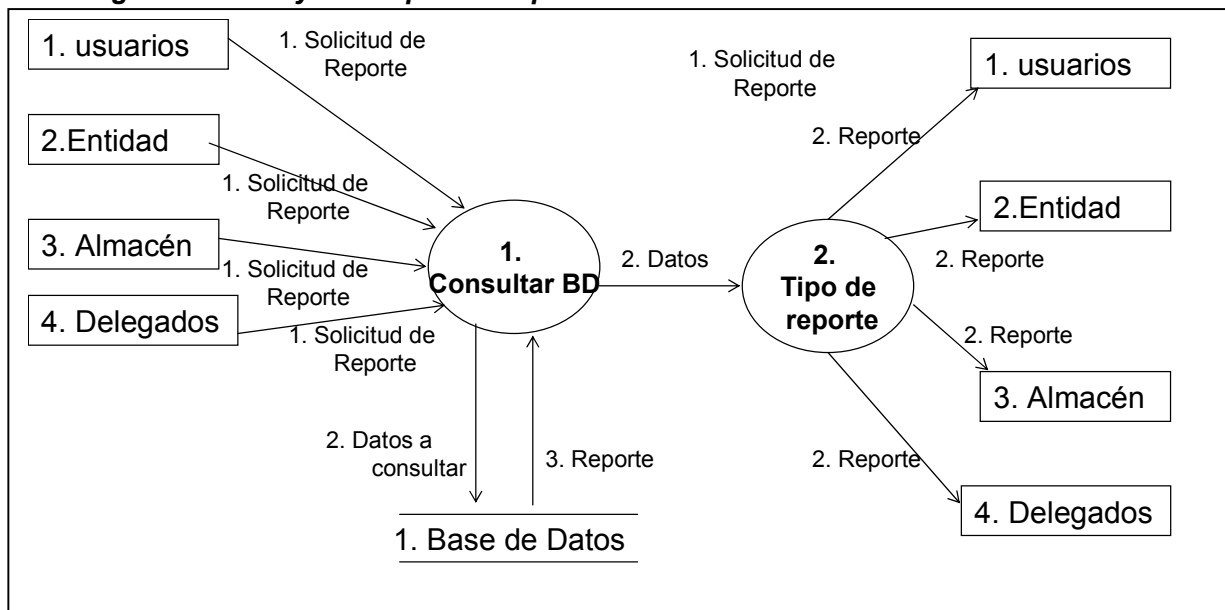 1. usuarios
1. Solicitud de
Reporte
2.Entidad
1. Solicitud de
Reporte
3. Almacén
1. Solicitud de
Reporte
4. Delegados
1. Solicitud de
Reporte
1.
Consultar BD
2. Datos a
consultar
3. Reporte
1. Base de Datos
2. Datos
2.
Tipo de
reporte
1. Solicitud de
Reporte
2. Reporte
1. usuarios
2.Entidad
2. Reporte
2. Reporte
3. Almacén
2. Reporte
4. Delegados